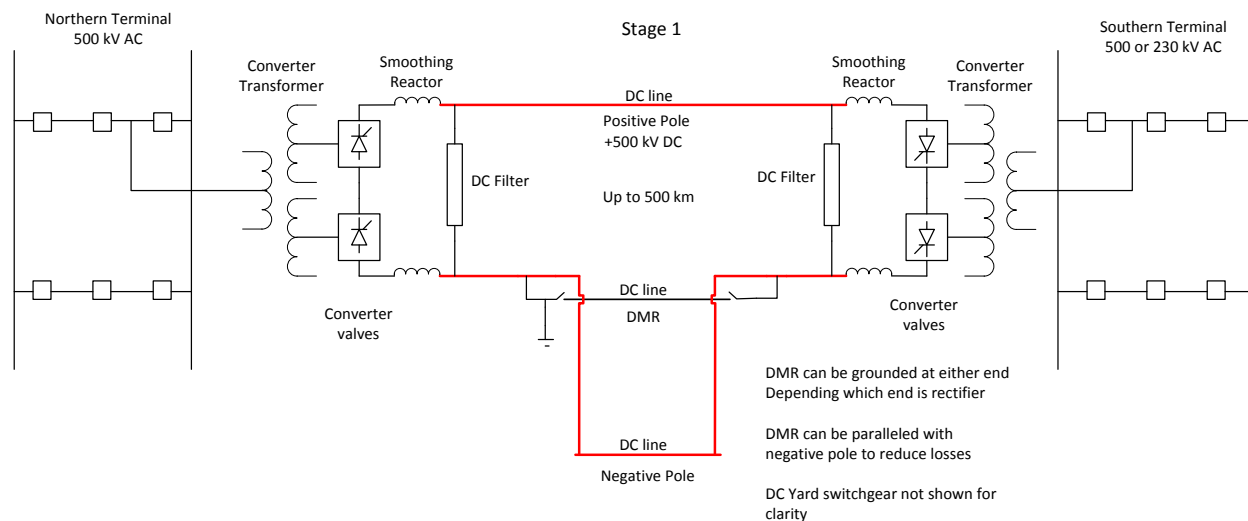 Northern Terminal
500 kV AC
Stage 1
Southern Terminal
500 or 230 kV AC
Converter
Transformer
Smoothing
Reactor
DC line
Smoothing
Reactor
Converter
Transformer
Positive Pole
+500 kV DC
DC Filter
Up to 500 km
DC Filter
Converter
valves
DC line
DMR
Converter
valves
DMR can be grounded at either end
Depending which end is rectifier
DMR can be paralleled with
negative pole to reduce losses
DC line
Negative Pole
DC Yard switchgear not shown for
clarity